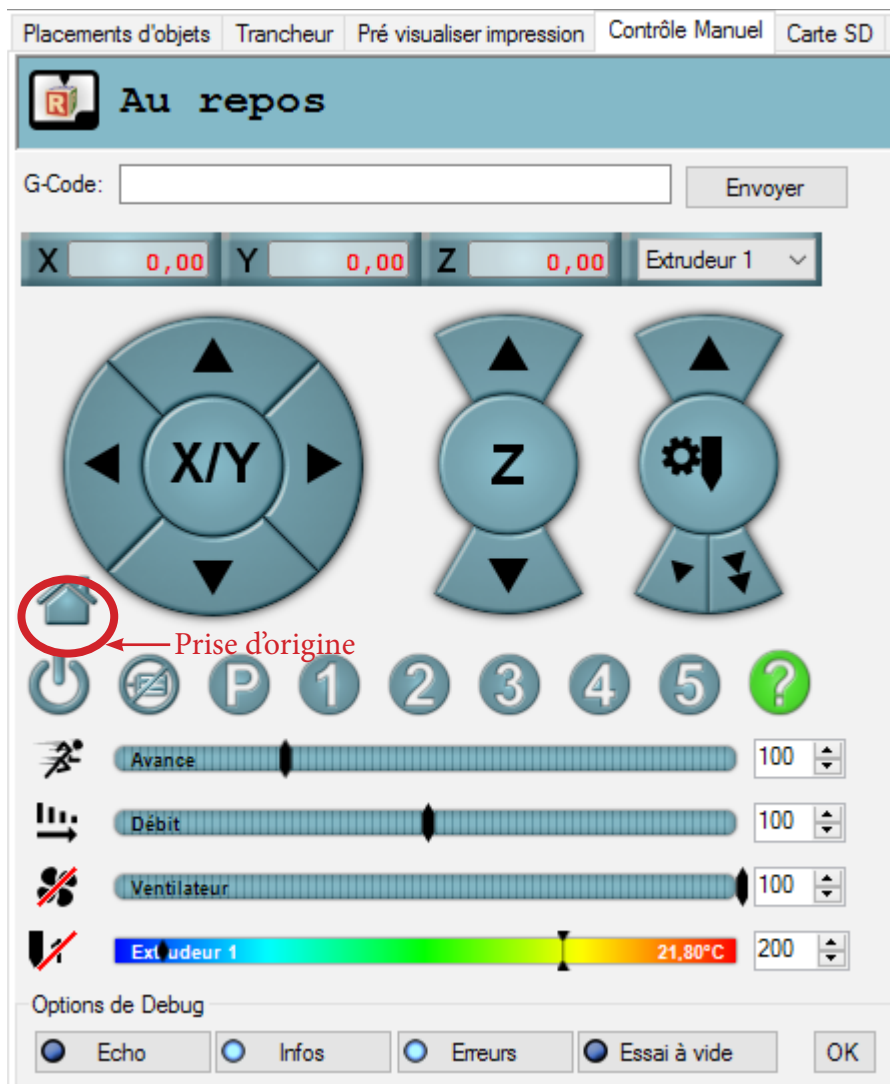 Placements d'objets Trancheur Pré visualiser impression Contrôle Manuel Carte SD
R
Au repos
G-Code: Envoyer
X 0,00 Y 0,00 Z 0,00 Extrudeur 1
X/Y Z
Prise d'origine
P 1 2 3 4 5 ?
Avance 100
Débit 100
Ventilateur 100
1 Extrudeur 1 21,80°C 200
Options de Debug
Echo Infos Erreurs Essai à vide OK